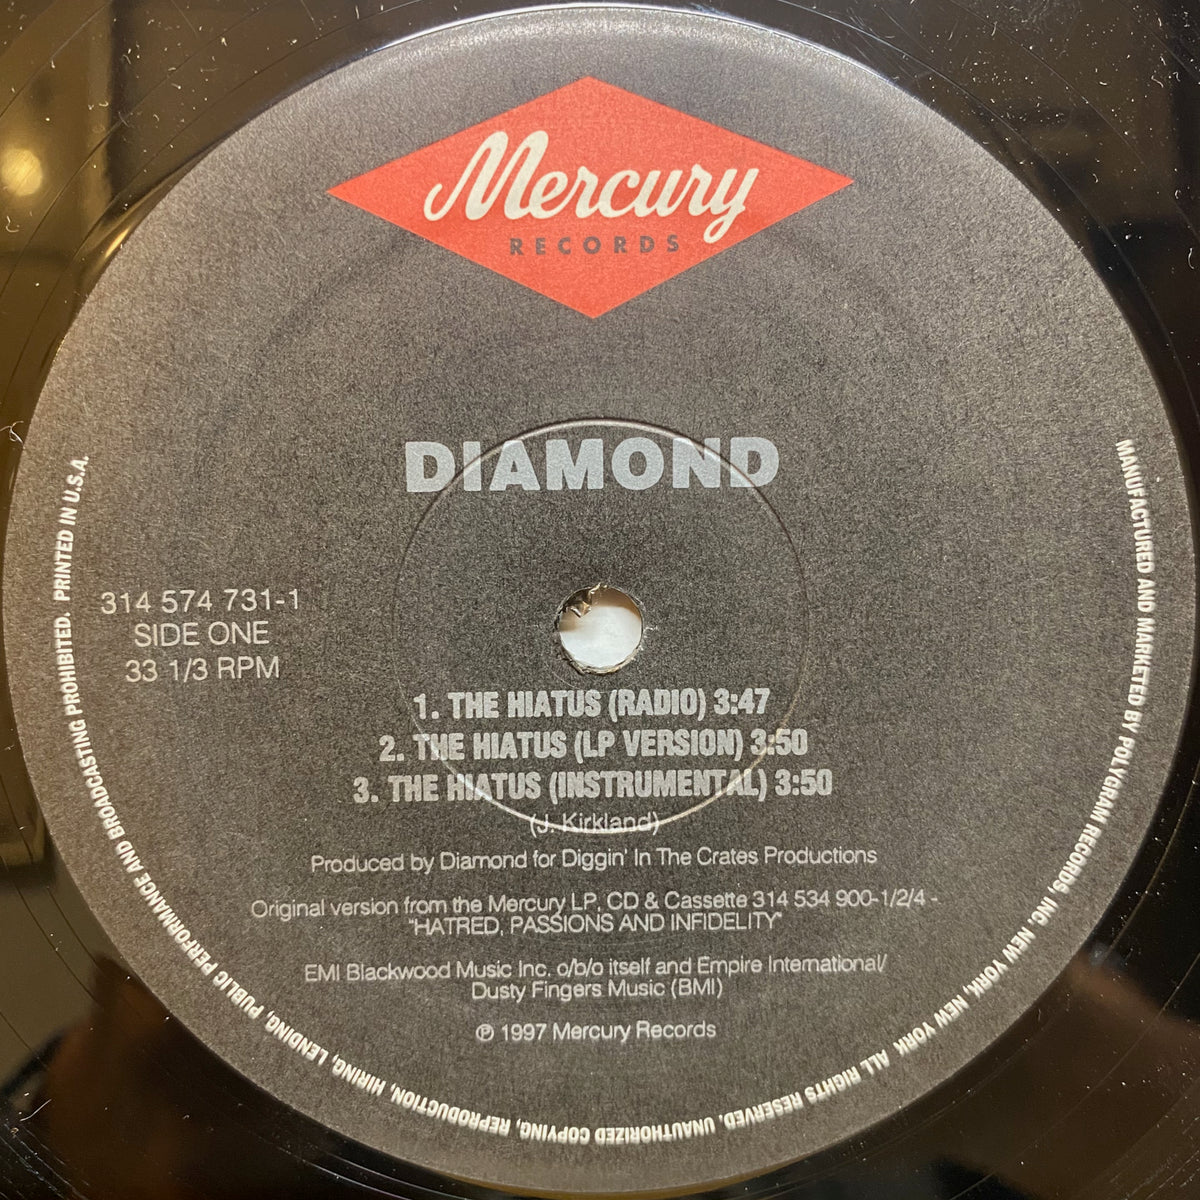 Mercury
RECORDS
DIAMOND
314 574 731-1
SIDE ONE
33 1/3 RPM
1. THE HIATUS (RADIO) 3:47
2. THE HIATUS (LP VERSION) 3:50
3. THE HIATUS (INSTRUMENTAL) 3:50
(J. Kirkland)
Produced by Diamond for Diggin' In The Crates Productions
Original version from the Mercury LP, CD & Cassette 314 534 900-1/2/4 -
"HATRED, PASSIONS AND INFIDELITY"
EMI Blackwood Music Inc. o/b/o itself and Empire International/
Dusty Fingers Music (BMI)
℗ 1997 Mercury Records
MANUFACTURED AND MARKETED BY POLYGRAM RECORDS, INC. NEW YORK, NEW YORK ALL RIGHTS RESERVED. UNAUTHORIZED COPYING, REPRODUCTION, HIRING, LENDING, PUBLIC PERFORMANCE AND BROADCASTING PROHIBITED. PRINTED IN U.S.A.